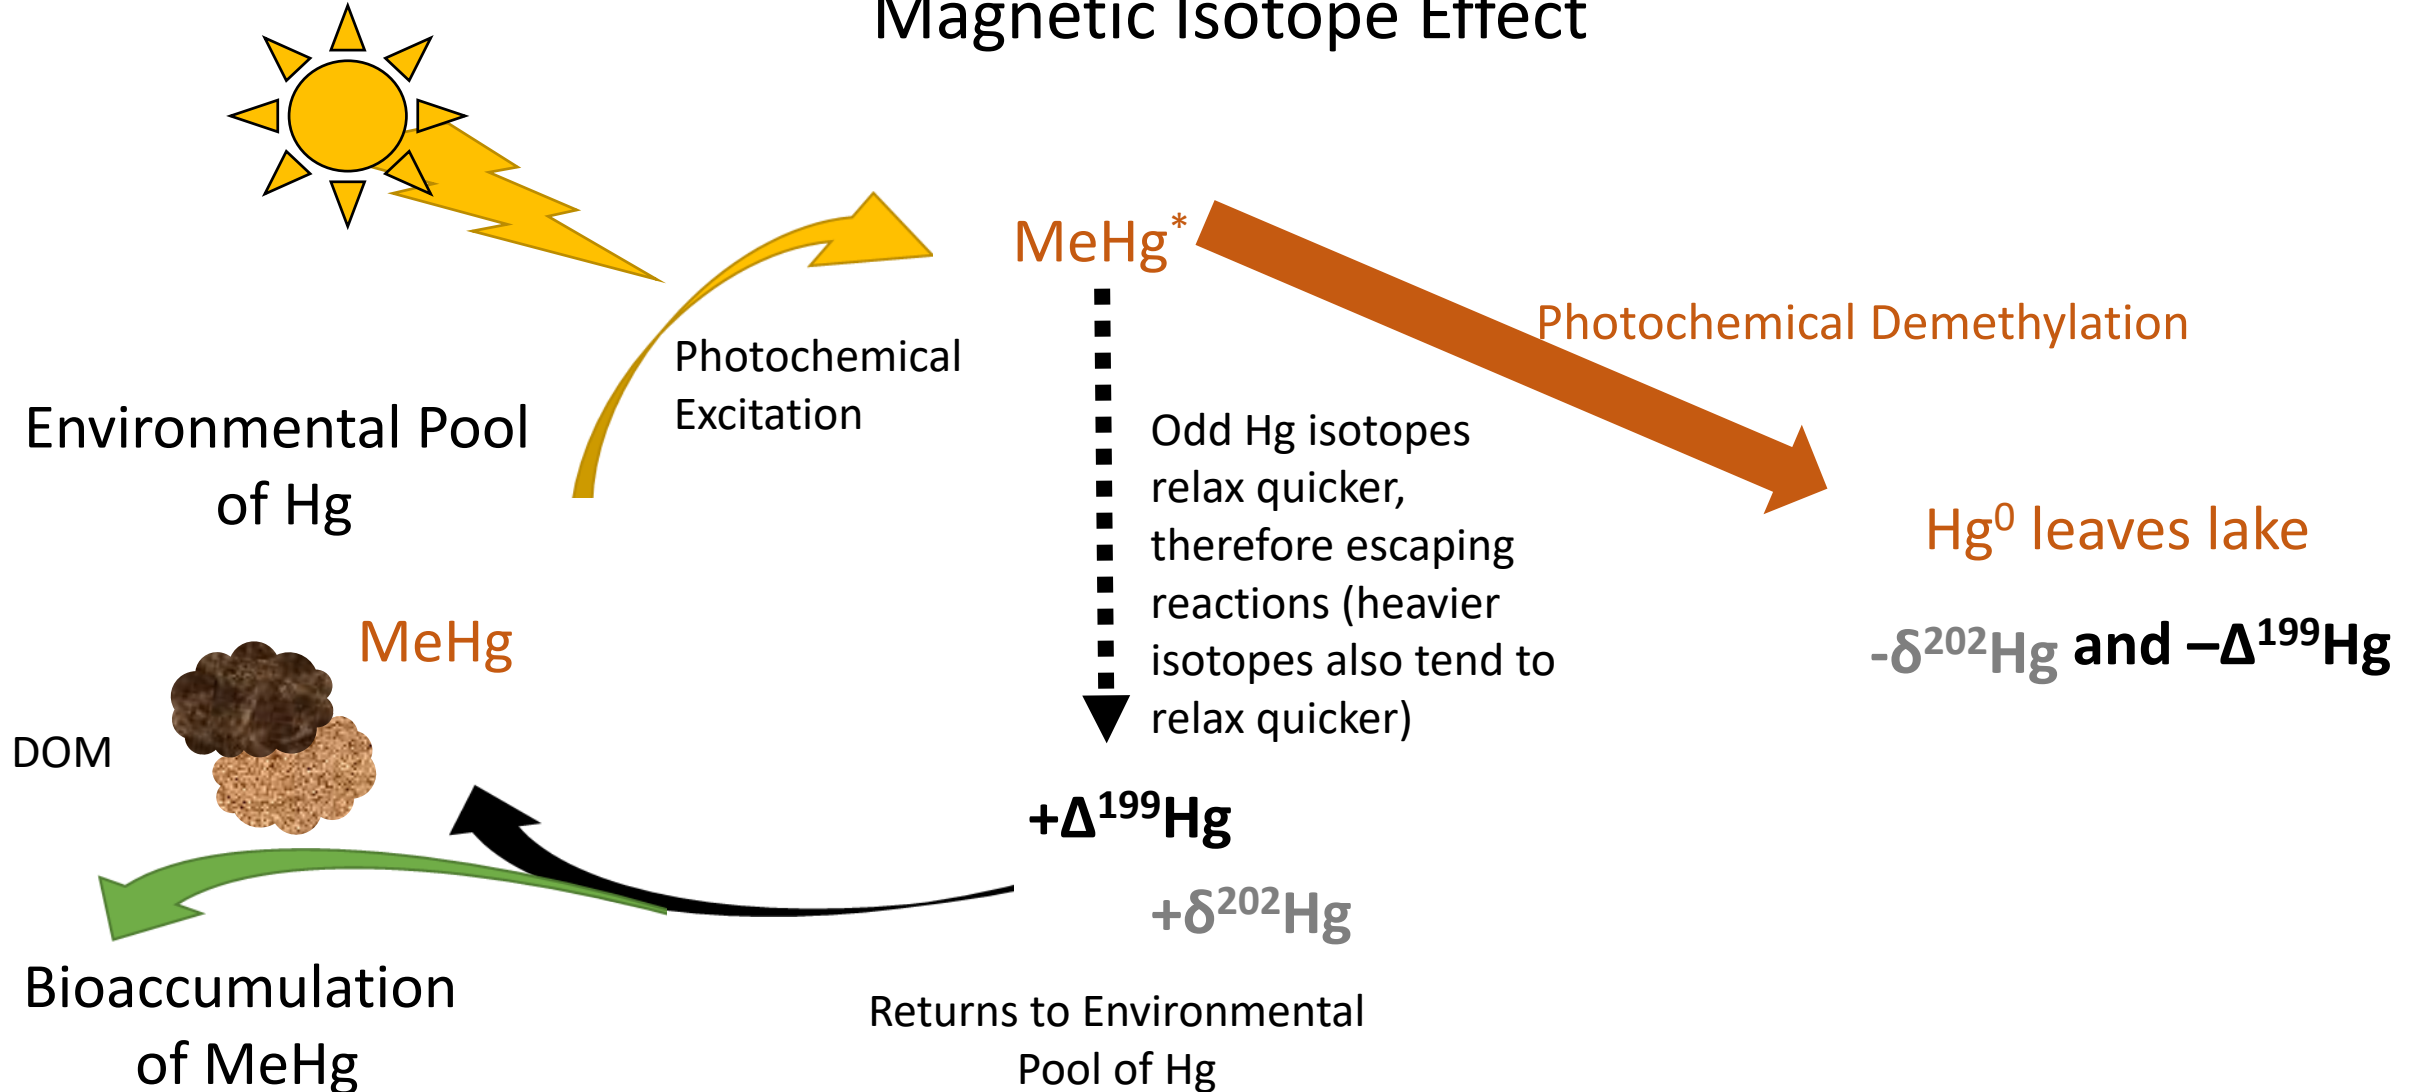 Magnetic Isotope Effect
MeHg*
Photochemical Demethylation
Photochemical
Excitation
Environmental Pool
of Hg
Odd Hg isotopes
relax quicker,
therefore escaping
reactions (heavier
isotopes also tend to
relax quicker)
Hg⁰ leaves lake
-δ²⁰²Hg and –Δ¹⁹⁹Hg
MeHg
DOM
+Δ¹⁹⁹Hg
+δ²⁰²Hg
Bioaccumulation
of MeHg
Returns to Environmental
Pool of Hg